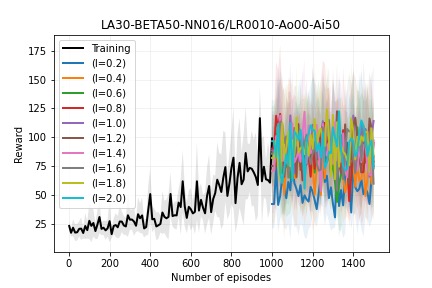 LA30-BETA50-NN016/LR0010-Ao00-Ai50
Training
(l=0.2)
(l=0.4)
(l=0.6)
(l=0.8)
(l=1.0)
(l=1.2)
(l=1.4)
(l=1.6)
(l=1.8)
(l=2.0)
Reward
175
150
125
100
75
50
25
0 200 400 600 800 1000 1200 1400
Number of episodes